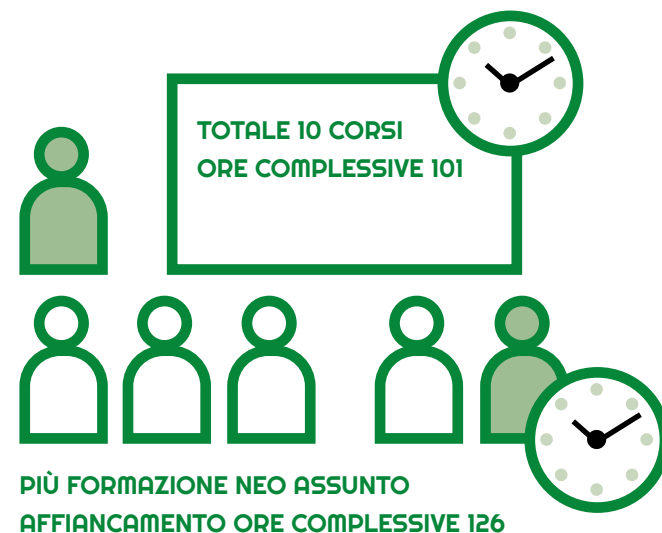 TOTALE 10 CORSI
ORE COMPLESSIVE 101
PIÙ FORMAZIONE NEO ASSUNTO
AFFIANCAMENTO ORE COMPLESSIVE 126